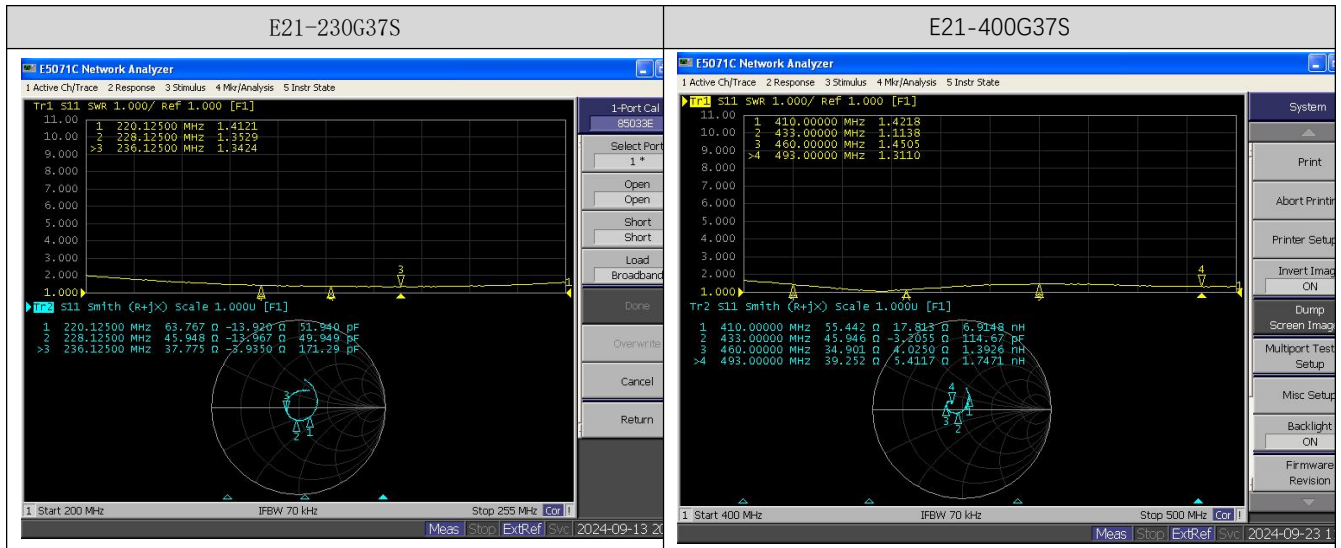 E21-230G37S
E5071C Network Analyzer
1 Active Ch/Trace 2 Response 3 Stimulus 4 Mkr/Analysis 5 Instr State
Tr1 S11 SWR 1.000/ Ref 1.000 [F1]
11.00
10.00
9.000
8.000
7.000
6.000
5.000
4.000
3.000
2.000
1.000
1 220.12500 MHz 1.4121
2 228.12500 MHz 1.3529
>3 236.12500 MHz 1.3424
3
1
Tr2 S11 Smith (R+jX) Scale 1.000U [F1]
1 220.12500 MHz 63.767 Ω -13.920 Ω 51.940 pF
2 228.12500 MHz 45.948 Ω -13.967 Ω 49.949 pF
>3 236.12500 MHz 37.775 Ω -3.9350 Ω 171.29 pF
3
2 1
1 Start 200 MHz IFBW 70 kHz Stop 255 MHz Cor !
Meas Stop ExtRef Svc 2024-09-13 20
1-Port Cal
85033E
Select Port
1 *
Open
Open
Short
Short
Load
Broadband
Done
Overwrite
Cancel
Return
E21-400G37S
E5071C Network Analyzer
1 Active Ch/Trace 2 Response 3 Stimulus 4 Mkr/Analysis 5 Instr State
Tr1 S11 SWR 1.000/ Ref 1.000 [F1]
11.00
10.00
9.000
8.000
7.000
6.000
5.000
4.000
3.000
2.000
1.000
1 410.00000 MHz 1.4218
2 433.00000 MHz 1.1138
3 460.00000 MHz 1.4505
>4 493.00000 MHz 1.3110
4
1
Tr2 S11 Smith (R+jX) Scale 1.000U [F1]
1 410.00000 MHz 55.442 Ω 17.813 Ω 6.9148 nH
2 433.00000 MHz 45.946 Ω -3.2055 Ω 114.67 pF
3 460.00000 MHz 34.901 Ω 4.0250 Ω 1.3926 nH
>4 493.00000 MHz 39.252 Ω 5.4117 Ω 1.7471 nH
4
1
3 2
1 Start 400 MHz IFBW 70 kHz Stop 500 MHz Cor !
Meas Stop ExtRef Svc 2024-09-23 1
System
Print
Abort Printin
Printer Setup
Invert Imag
ON
Dump
Screen Imag
Multiport Test
Setup
Misc Setup
Backlight
ON
Firmware
Revision